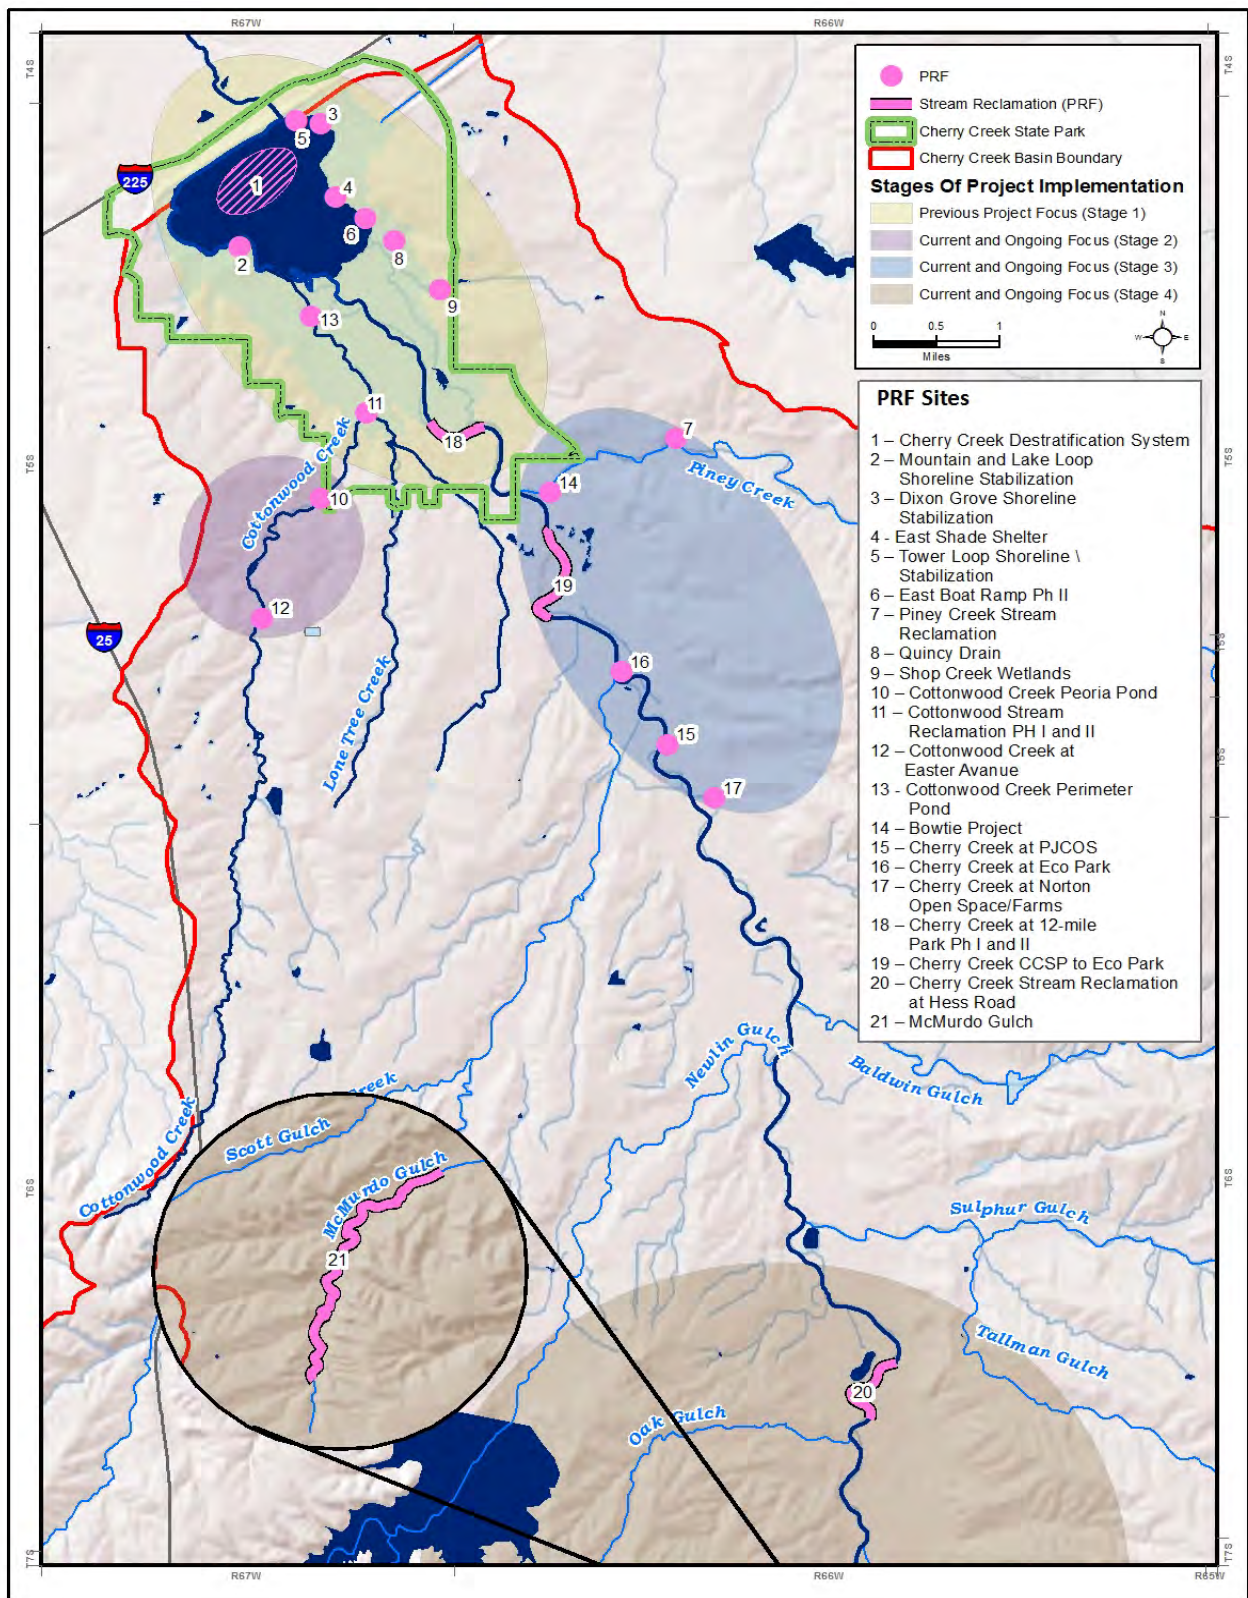 R67W
R66W
T4S
T4S
PRF
Stream Reclamation (PRF)
Cherry Creek State Park
Cherry Creek Basin Boundary
Stages Of Project Implementation
Previous Project Focus (Stage 1)
Current and Ongoing Focus (Stage 2)
Current and Ongoing Focus (Stage 3)
Current and Ongoing Focus (Stage 4)
0 0.5 1
Miles
N
W E
S
225
3
5
1
4
6
2
8
9
13
11
18
7
Piney Creek
14
Cottonwood Creek
10
19
12
25
16
Lone Tree Creek
15
17
T5S
T5S
T5S
T5S
PRF Sites
1 – Cherry Creek Destratification System
2 – Mountain and Lake Loop
Shoreline Stabilization
3 – Dixon Grove Shoreline
Stabilization
4 - East Shade Shelter
5 – Tower Loop Shoreline \
Stabilization
6 – East Boat Ramp Ph II
7 – Piney Creek Stream
Reclamation
8 – Quincy Drain
9 – Shop Creek Wetlands
10 – Cottonwood Creek Peoria Pond
11 – Cottonwood Stream
Reclamation PH I and II
12 – Cottonwood Creek at
Easter Avanue
13 - Cottonwood Creek Perimeter
Pond
14 – Bowtie Project
15 – Cherry Creek at PJCOS
16 – Cherry Creek at Eco Park
17 – Cherry Creek at Norton
Open Space/Farms
18 – Cherry Creek at 12-mile
Park Ph I and II
19 – Cherry Creek CCSP to Eco Park
20 – Cherry Creek Stream Reclamation
at Hess Road
21 – McMurdo Gulch
Newlin Gulch
Baldwin Gulch
Creek
Scott Gulch
Cottonwood Creek
McMurdo Gulch
21
Sulphur Gulch
Tallman Gulch
20
Oak Gulch
T6S
T6S
T7S
T7S
R67W
R66W
R65W